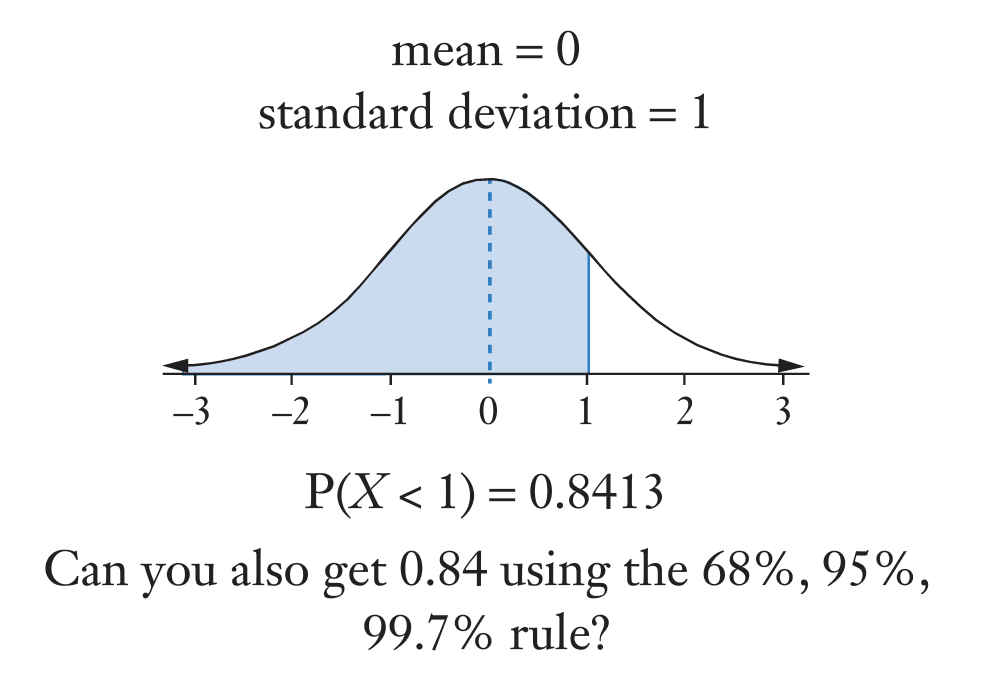 mean = 0
standard deviation = 1
–3 –2 –1 0 1 2 3
P(X < 1) = 0.8413
Can you also get 0.84 using the 68%, 95%,
99.7% rule?